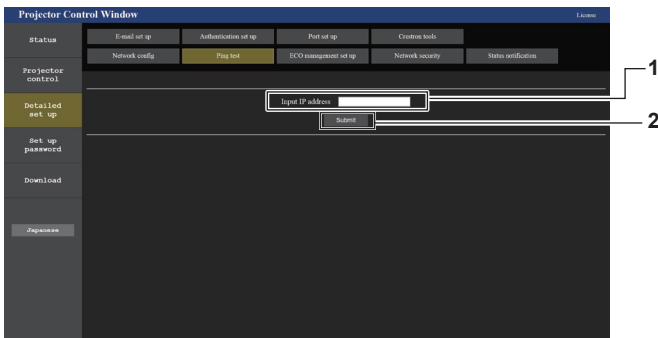 Projector Control Window License
Status
E-mail set up Authentication set up Port set up Crestron tools
Network config Ping test ECO management set up Network security Status notification
Projector
control
Detailed
set up
Set up
password
Download
Japanese
Input IP address
Submit
1
2